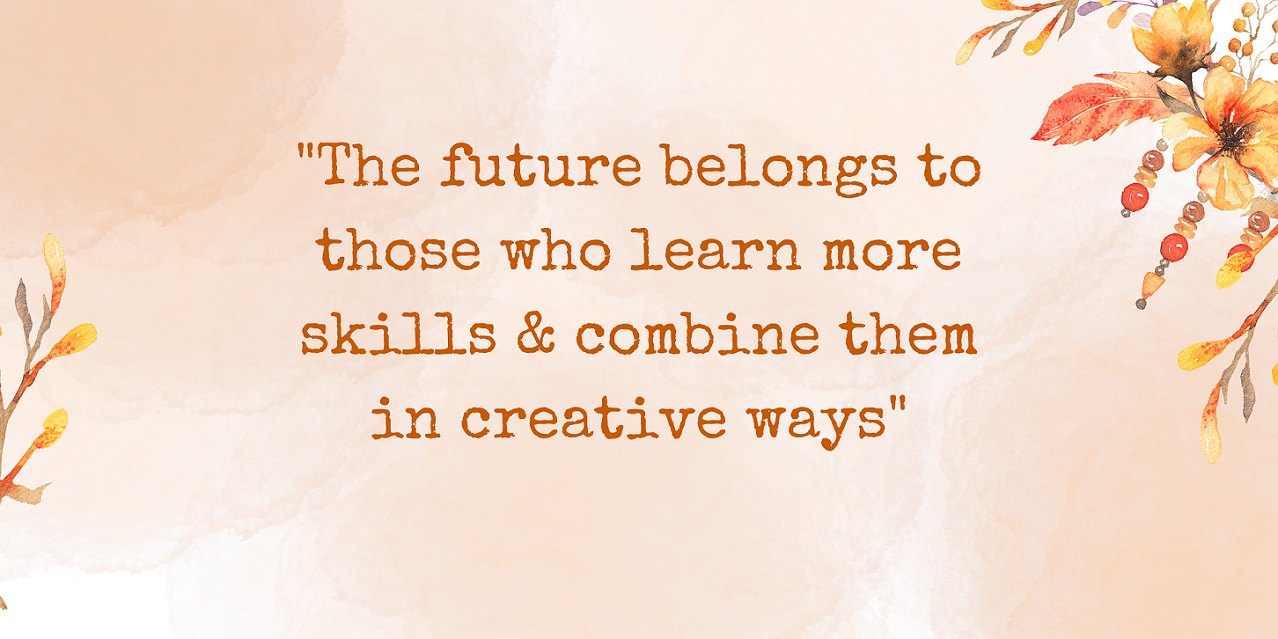 "The future belongs to
those who learn more
skills & combine them
in creative ways"